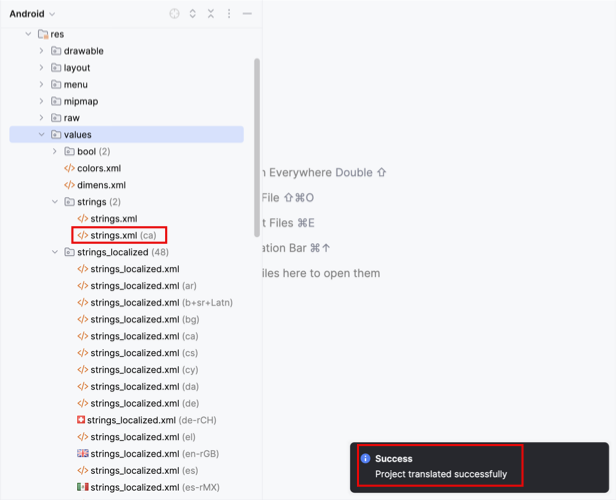 Android
res
drawable
layout
menu
mipmap
raw
values
bool (2)
colors.xml
dimens.xml
strings (2)
strings.xml
strings.xml (ca)
strings_localized (48)
strings_localized.xml
strings_localized.xml (ar)
strings_localized.xml (b+sr+Latn)
strings_localized.xml (bg)
strings_localized.xml (ca)
strings_localized.xml (cs)
strings_localized.xml (cy)
strings_localized.xml (da)
strings_localized.xml (de)
strings_localized.xml (de-rCH)
strings_localized.xml (el)
strings_localized.xml (en-rGB)
strings_localized.xml (es)
strings_localized.xml (es-rMX)
Everywhere Double ⇧
File ⇧⌘O
Files ⌘E
Bar ⌘↑
here to open them
Success
Project translated successfully